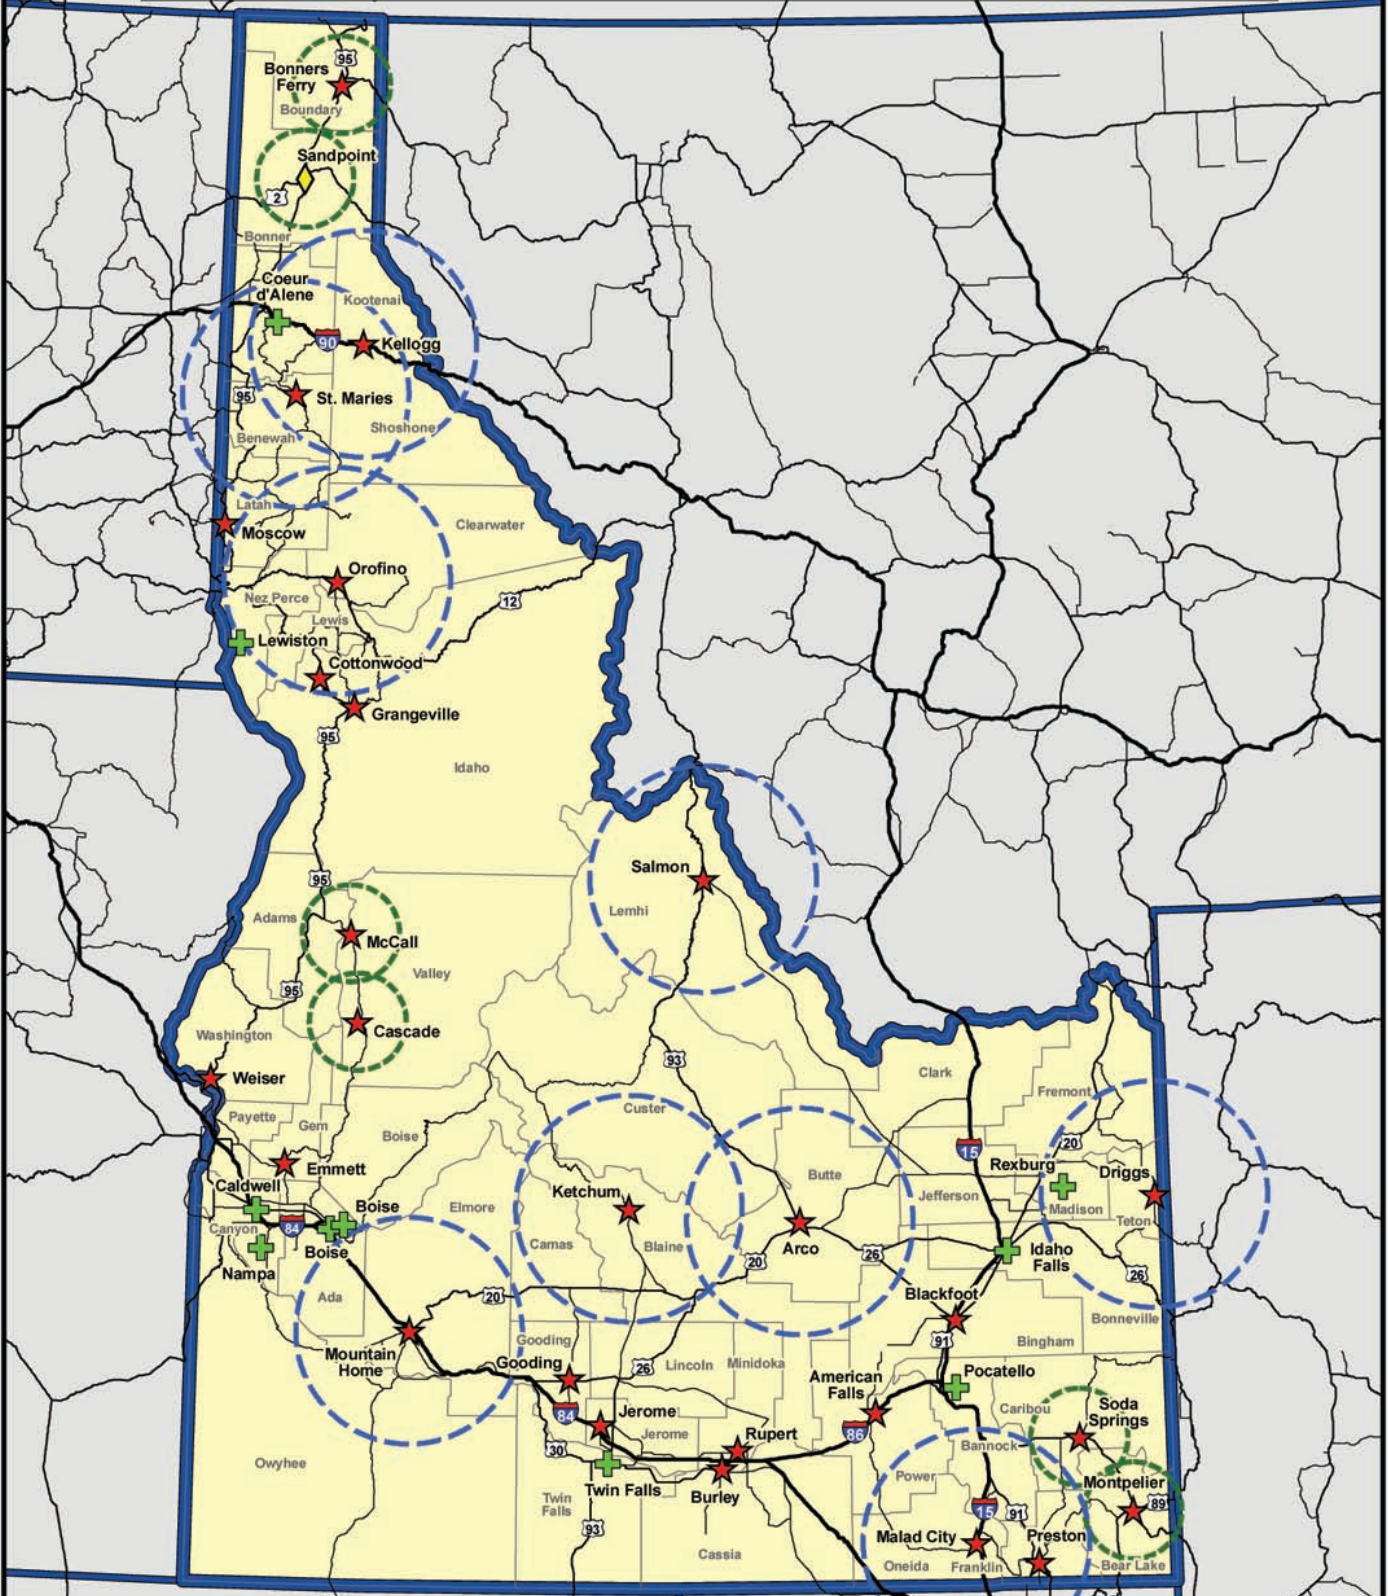 95
Bonners
Ferry
Boundary
Sandpoint
2
Bonner
Coeur
d'Alene
Kootenai
90
Kellogg
95
St. Maries
Shoshone
Benewah
Latah
Clearwater
Moscow
Orofino
Nez Perce
12
Lewis
Lewiston
Cottonwood
Grangeville
95
Idaho
Salmon
95
Lemhi
Adams
McCall
Valley
95
Cascade
Washington
93
Clark
Weiser
Fremont
Custer
Payette
Gem
Boise
20
15
Rexburg
Driggs
Emmett
Butte
Caldwell
Ketchum
Jefferson
Madison
Boise
Elmore
Teton
Canyon
84
Camas
Blaine
Arco
Boise
26
Idaho
Falls
20
Nampa
26
Ada
20
Blackfoot
Bonneville
Mountain
Home
Gooding
91
Bingham
Gooding
26
Lincoln
Minidoka
Pocatello
American
Falls
84
Jerome
Caribou
Soda
Springs
Jerome
86
Rupert
30
Bannock
Owyhee
Power
Montpelier
Twin Falls
Burley
Twin
Falls
89
15
91
93
Malad City
Preston
Cassia
Oneida
Franklin
Bear Lake